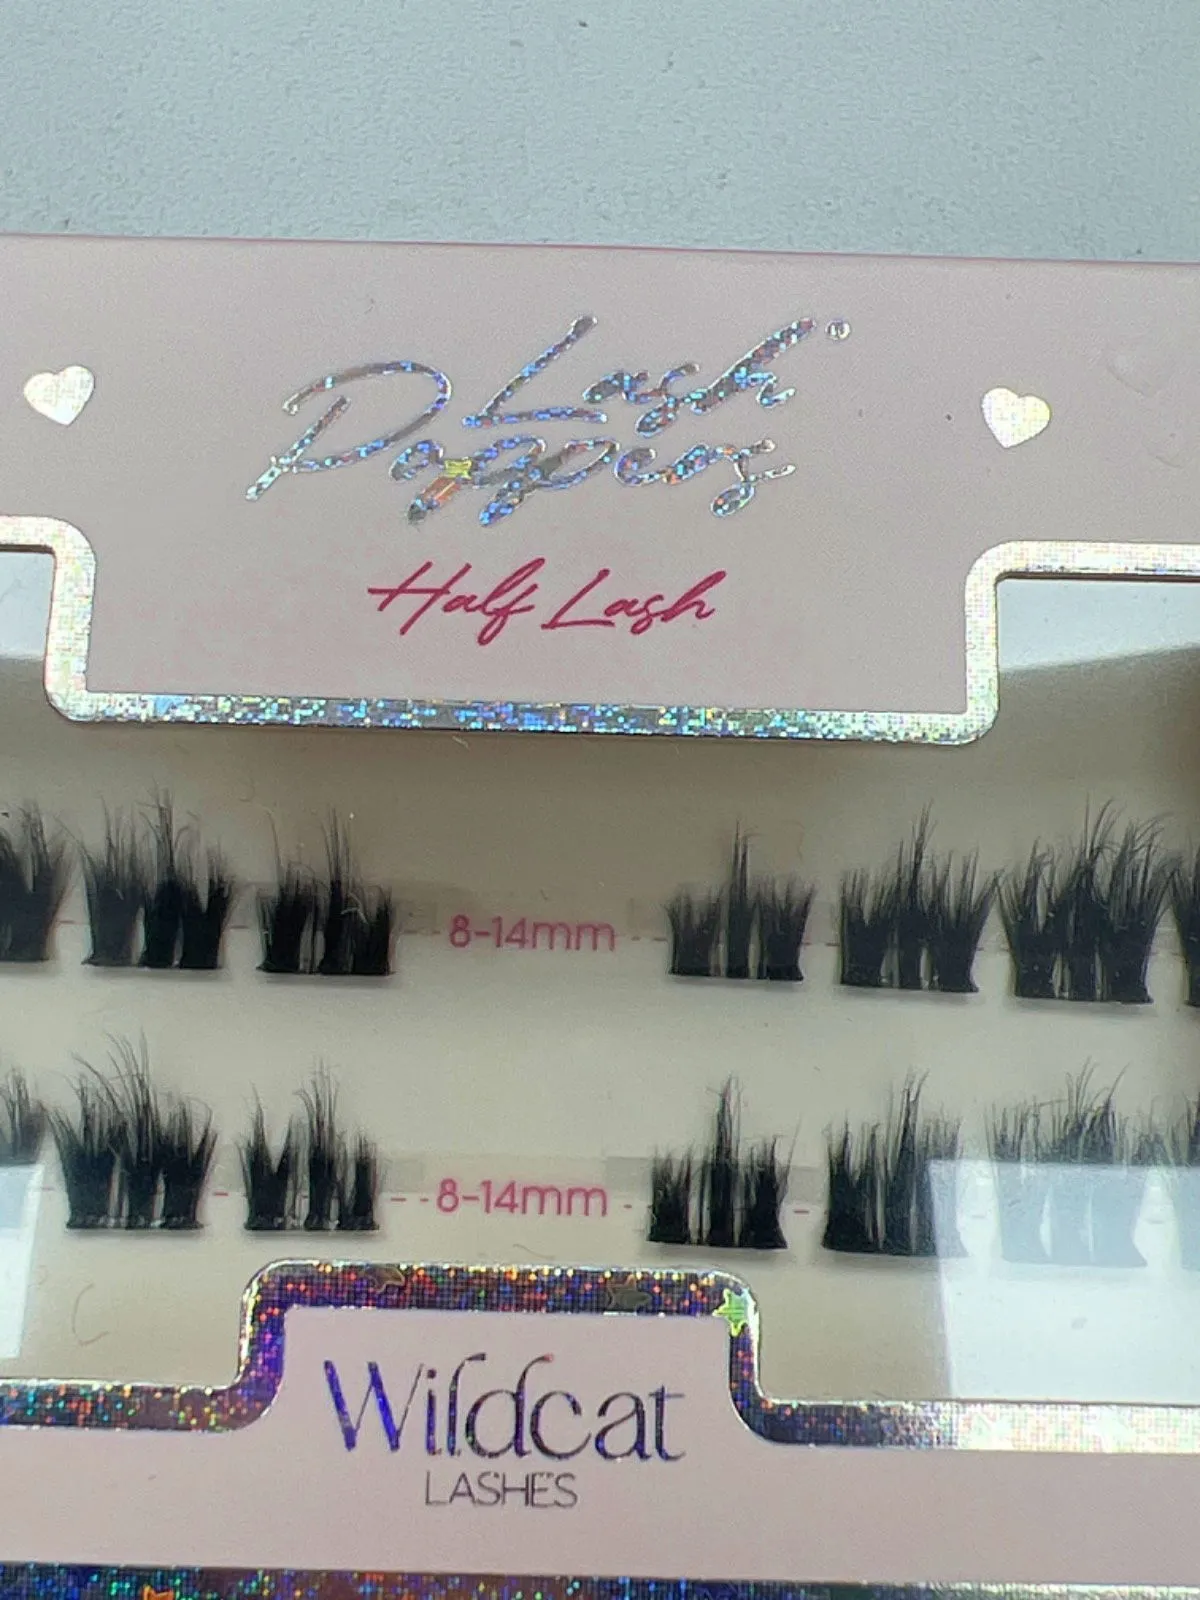 Lash
Poppers®
Half Lash
8-14mm
8-14mm
Wildcat
LASHES